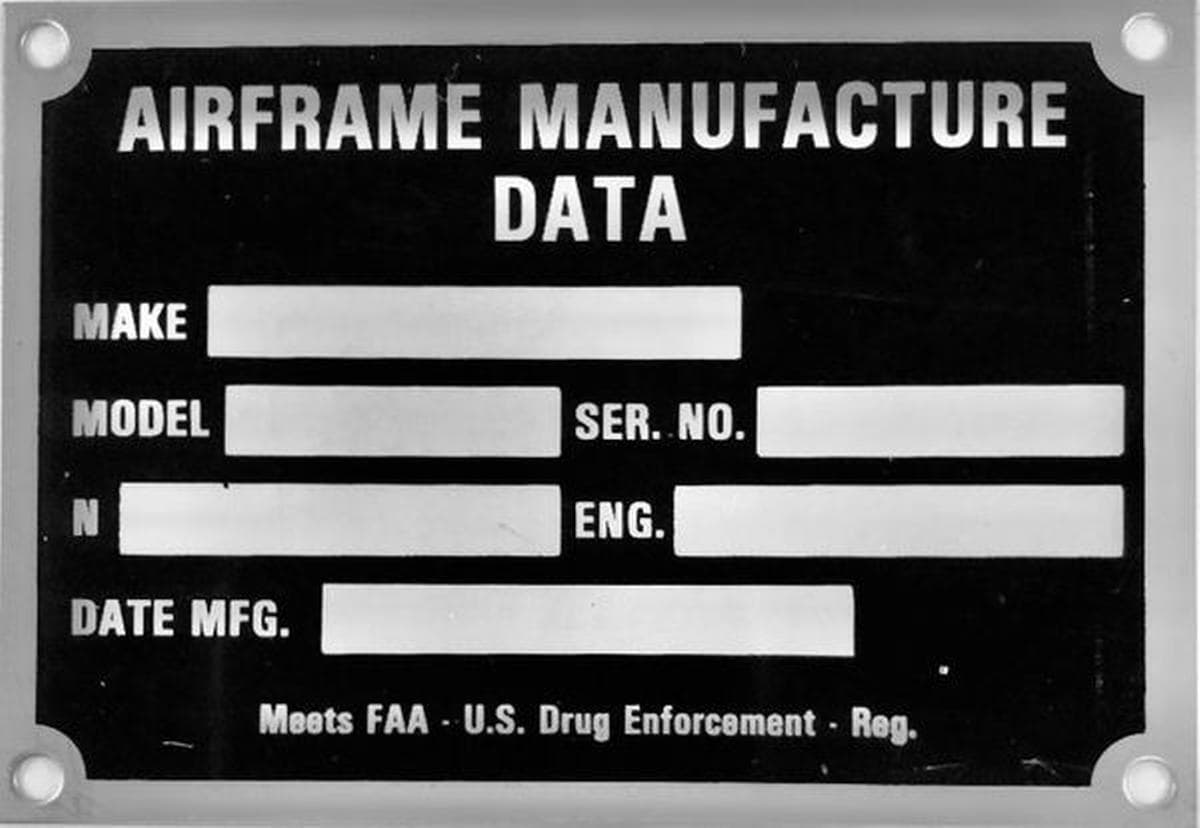 AIRFRAME MANUFACTURE
DATA
MAKE
MODEL SER. NO.
N ENG.
DATE MFG.
Meets FAA - U.S. Drug Enforcement - Reg.